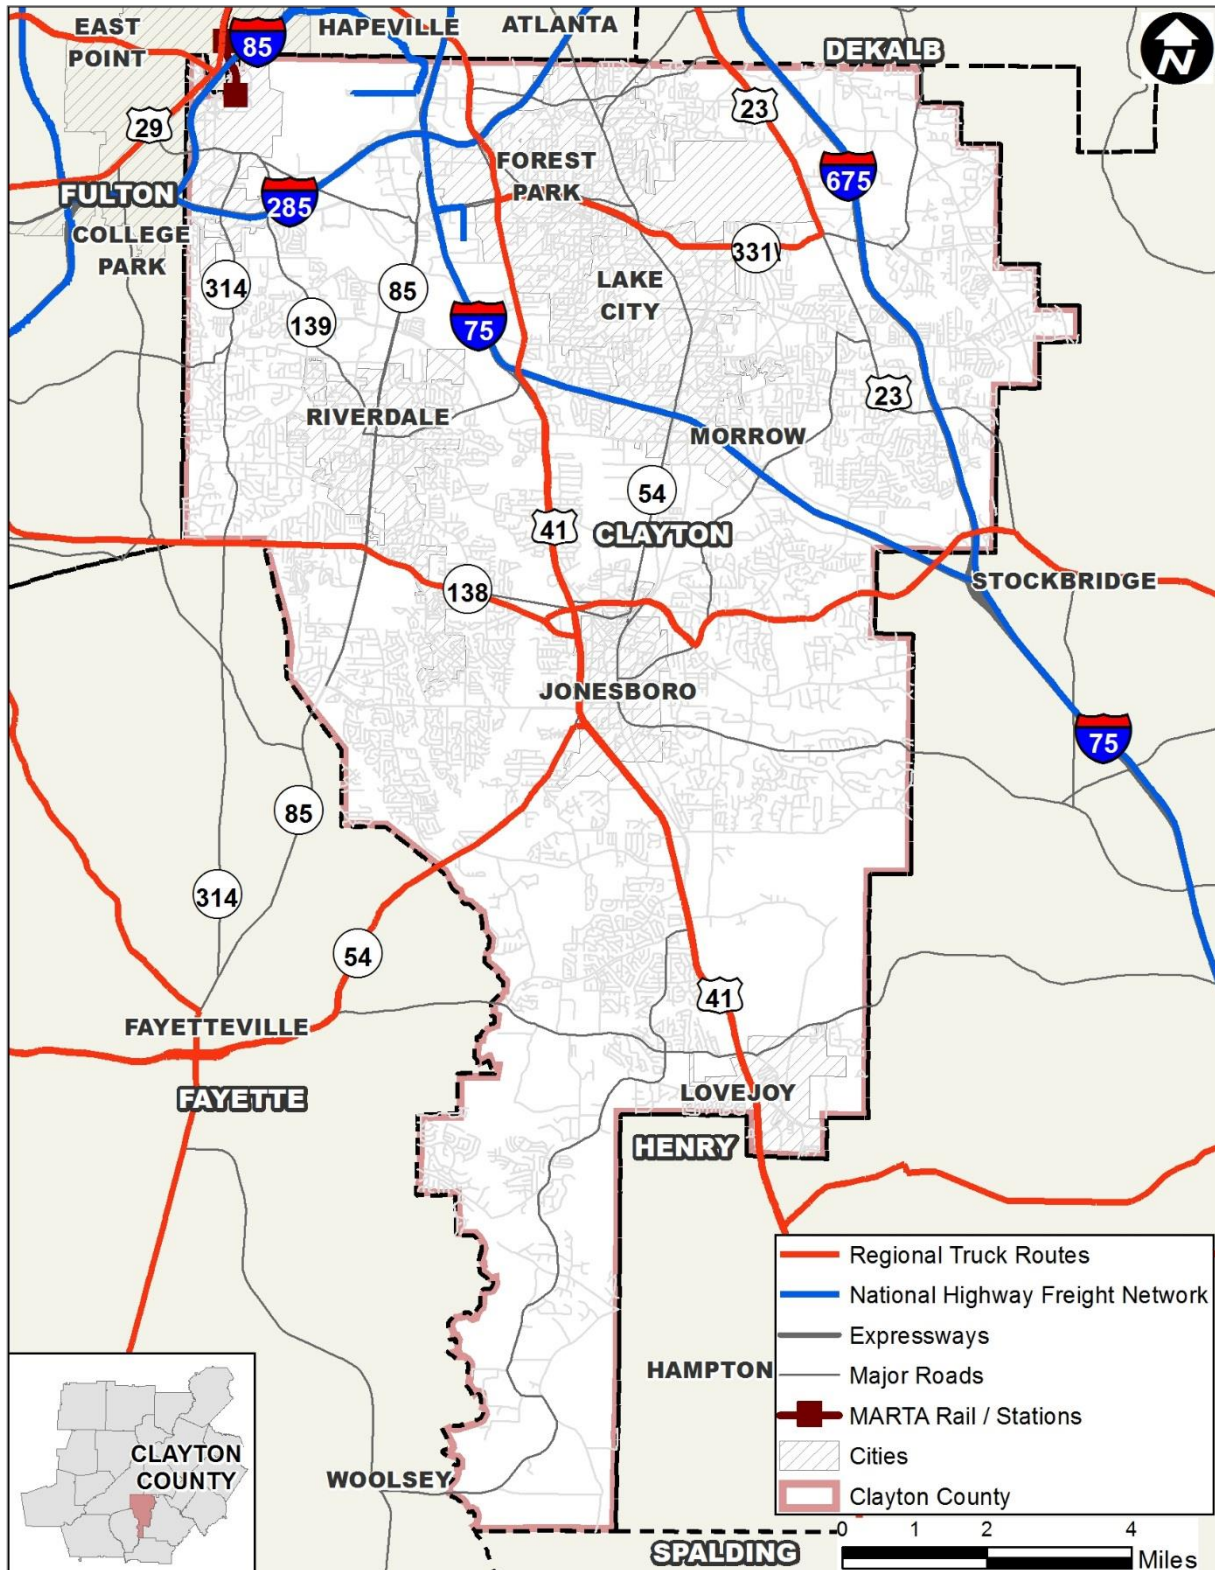 EAST
POINT
85
HAPEVILLE
ATLANTA
DEKALB
N
29
23
FULTON
285
FOREST
PARK
675
COLLEGE
PARK
314
139
85
75
LAKE
CITY
331\
23
RIVERDALE
MORROW
54
41
CLAYTON
138
STOCKBRIDGE
JONESBORO
75
85
314
54
41
FAYETTEVILLE
FAYETTE
LOVEJOY
HENRY
HAMPTON
WOOLSEY
SPALDING
CLAYTON
COUNTY
Regional Truck Routes
National Highway Freight Network
Expressways
Major Roads
MARTA Rail / Stations
Cities
Clayton County
0 1 2 4
Miles